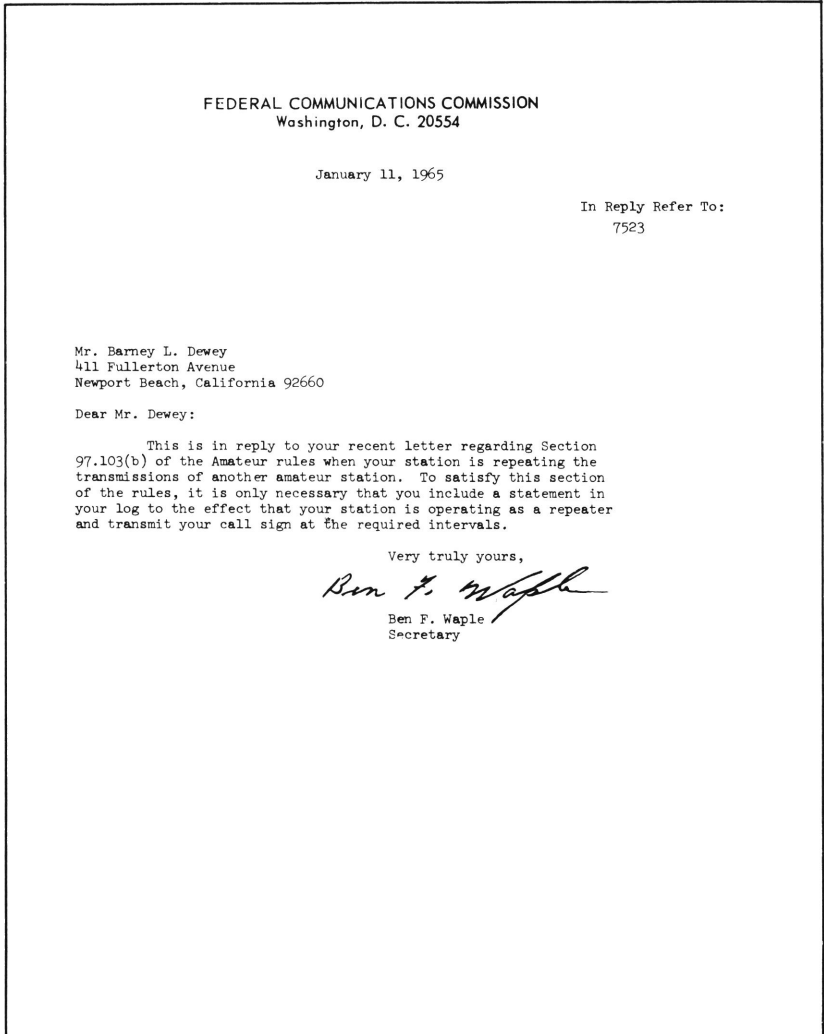 FEDERAL COMMUNICATIONS COMMISSION
Washington, D. C. 20554
January 11, 1965
In Reply Refer To:
7523
Mr. Barney L. Dewey
411 Fullerton Avenue
Newport Beach, California 92660
Dear Mr. Dewey:
This is in reply to your recent letter regarding Section
97.103(b) of the Amateur rules when your station is repeating the
transmissions of another amateur station. To satisfy this section
of the rules, it is only necessary that you include a statement in
your log to the effect that your station is operating as a repeater
and transmit your call sign at the required intervals.
Very truly yours,
Ben F. Waple
Ben F. Waple
Secretary